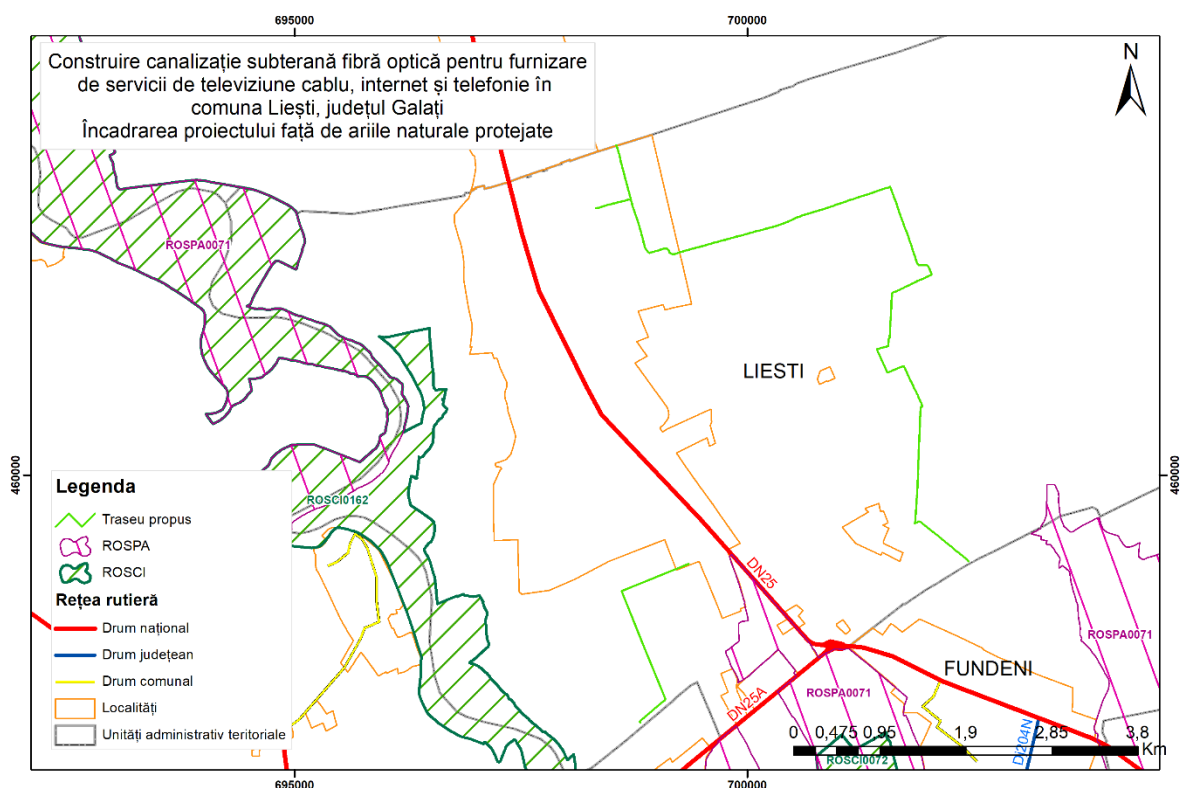 695000
700000
Construire canalizație subterană fibră optică pentru furnizare
de servicii de televiziune cablu, internet și telefonie în
comuna Liești, județul Galați
Încadrarea proiectului față de ariile naturale protejate
N
ROSPA0071
LIESTI
460000
460000
ROSCI0162
Legenda
Traseu propus
ROSPA
ROSCI
Rețea rutieră
Drum național
Drum județean
Drum comunal
Localități
Unități administrativ teritoriale
DN25
ROSPA0071
FUNDENI
ROSPA0071
DN25A
DJ204N
0 0,475 0,95 1,9 2,85 3,8
Km
ROSCI0072
695000
700000